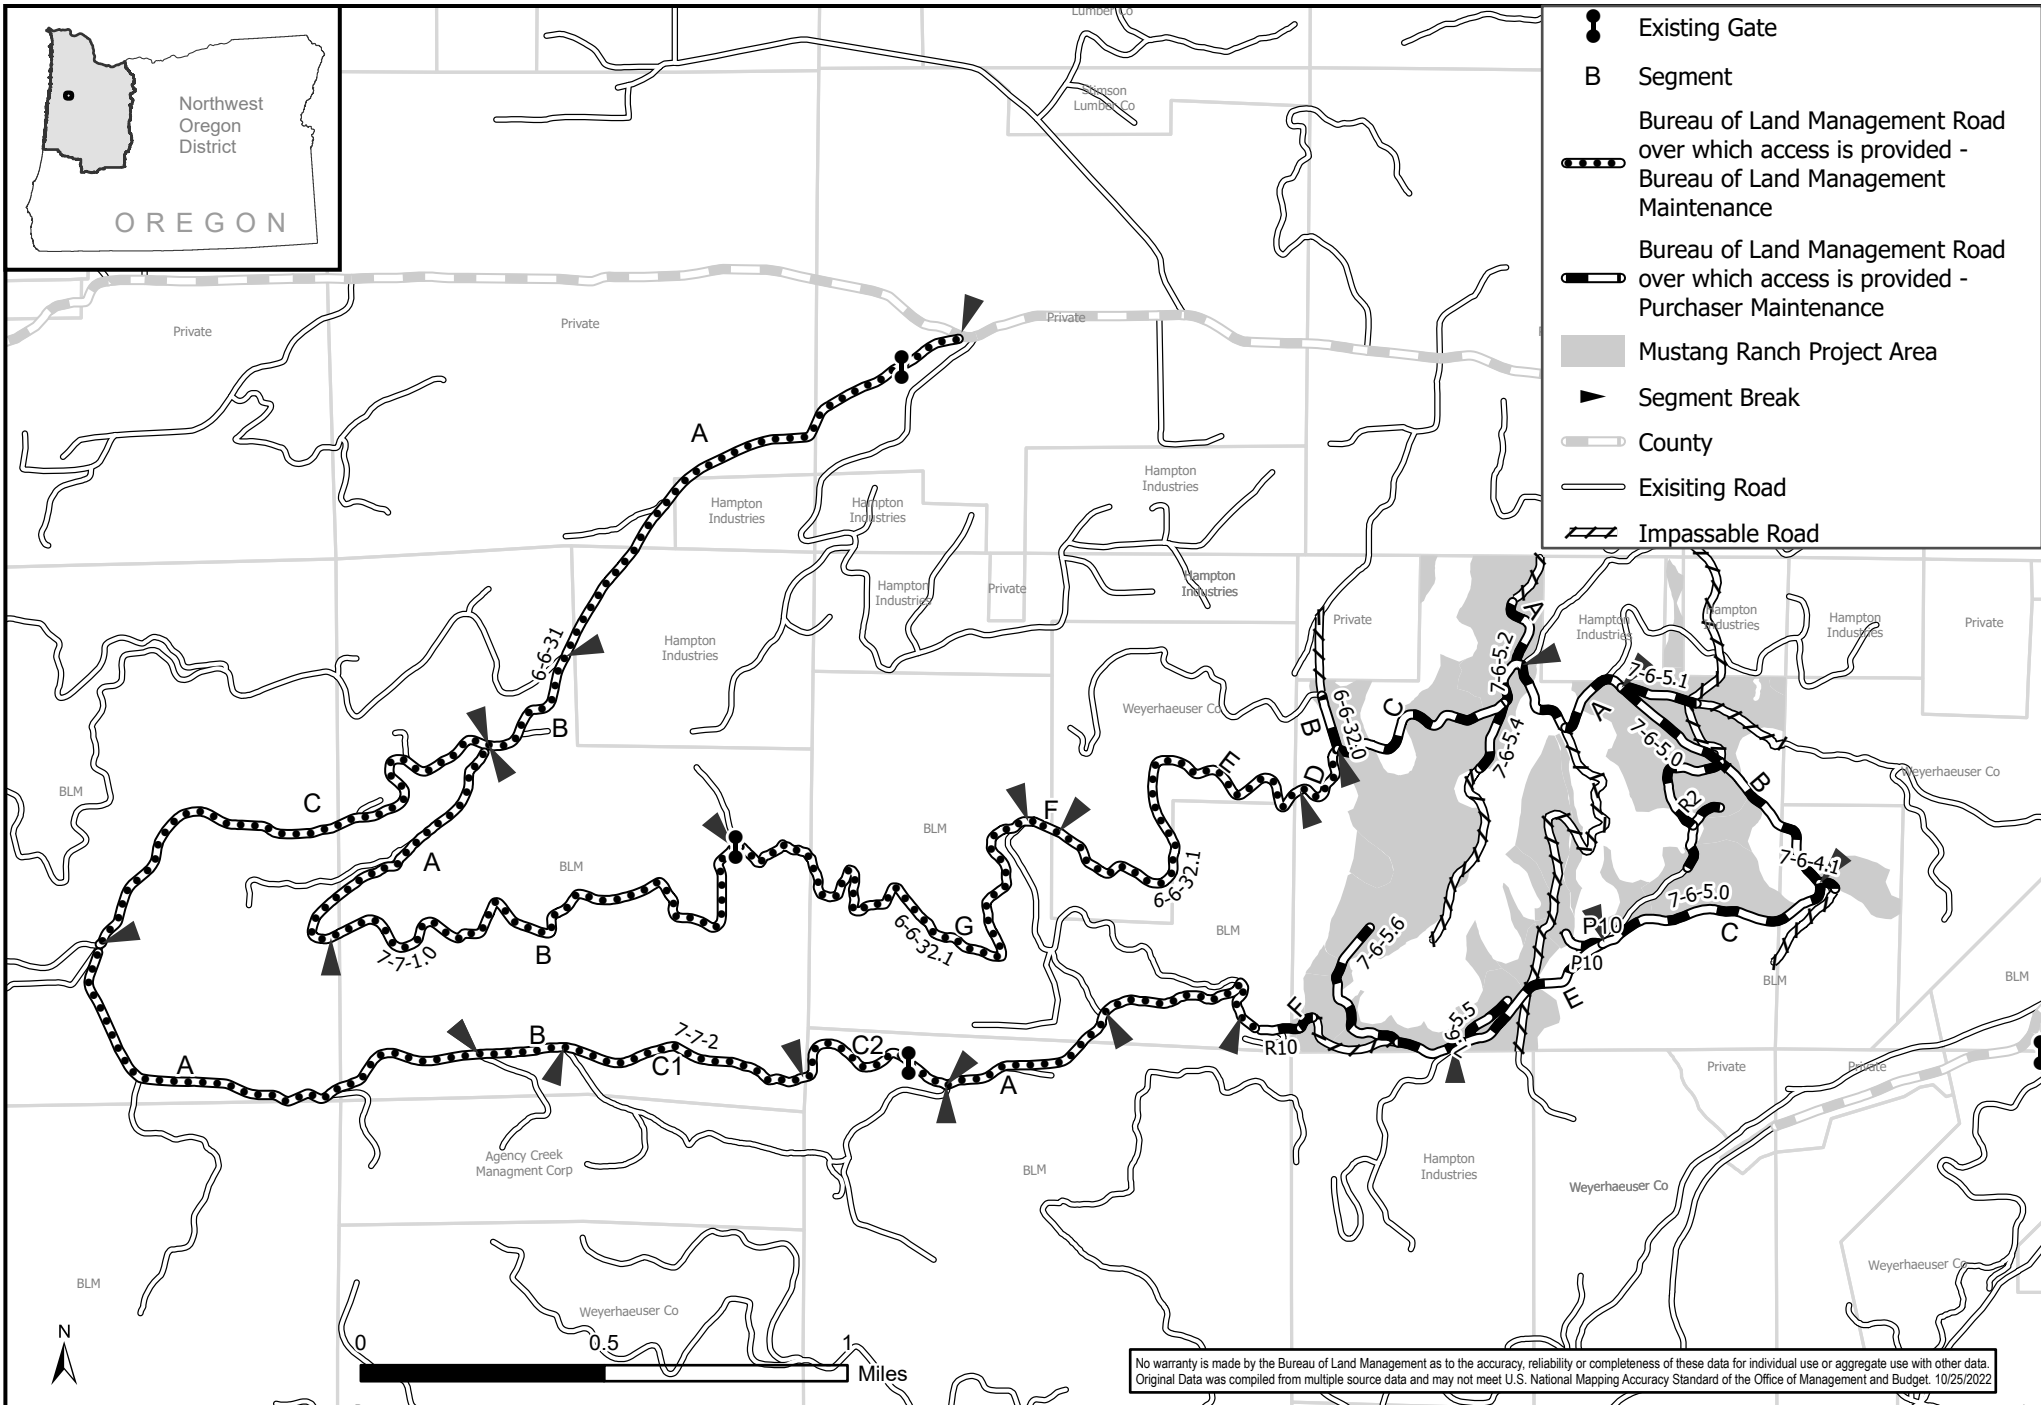 Northwest
Oregon
District
OREGON
Existing Gate
B Segment
Bureau of Land Management Road
over which access is provided -
Bureau of Land Management
Maintenance
Bureau of Land Management Road
over which access is provided -
Purchaser Maintenance
Mustang Ranch Project Area
Segment Break
County
Exisiting Road
Impassable Road
Lumber Co
Stimson
Lumber Co
Private
Private
Private
A
Hampton
Industries
Hampton
Industries
Hampton
Industries
Hampton
Industries
Private
Hampton
Industries
Hampton
Industries
Private
Hampton
Industries
Hampton
Industries
Hampton
Industries
Private
6-6-31
B
A
7-6-5.2
7-6-5.1
A
7-6-5.0
Weyerhaeuser Co
B
6-6-32.0
C
7-6-5.4
BLM
C
A
BLM
BLM
F
E
D
R2
B
Weyerhaeuser Co
7-6-4.1
6-6-32.1
7-6-5.0
C
7-7-1.0
B
6-6-32.1
G
BLM
7-6-5.6
P10
P10
E
BLM
BLM
A
B
7-7-2
C1
C2
A
F
R10
7-6-5.5
Private
Private
Agency Creek
Managment Corp
BLM
Hampton
Industries
Weyerhaeuser Co
BLM
Weyerhaeuser Co
Weyerhaeuser Co
N
0 0.5 1
Miles
No warranty is made by the Bureau of Land Management as to the accuracy, reliability or completeness of these data for individual use or aggregate use with other data.
Original Data was compiled from multiple source data and may not meet U.S. National Mapping Accuracy Standard of the Office of Management and Budget. 10/25/2022